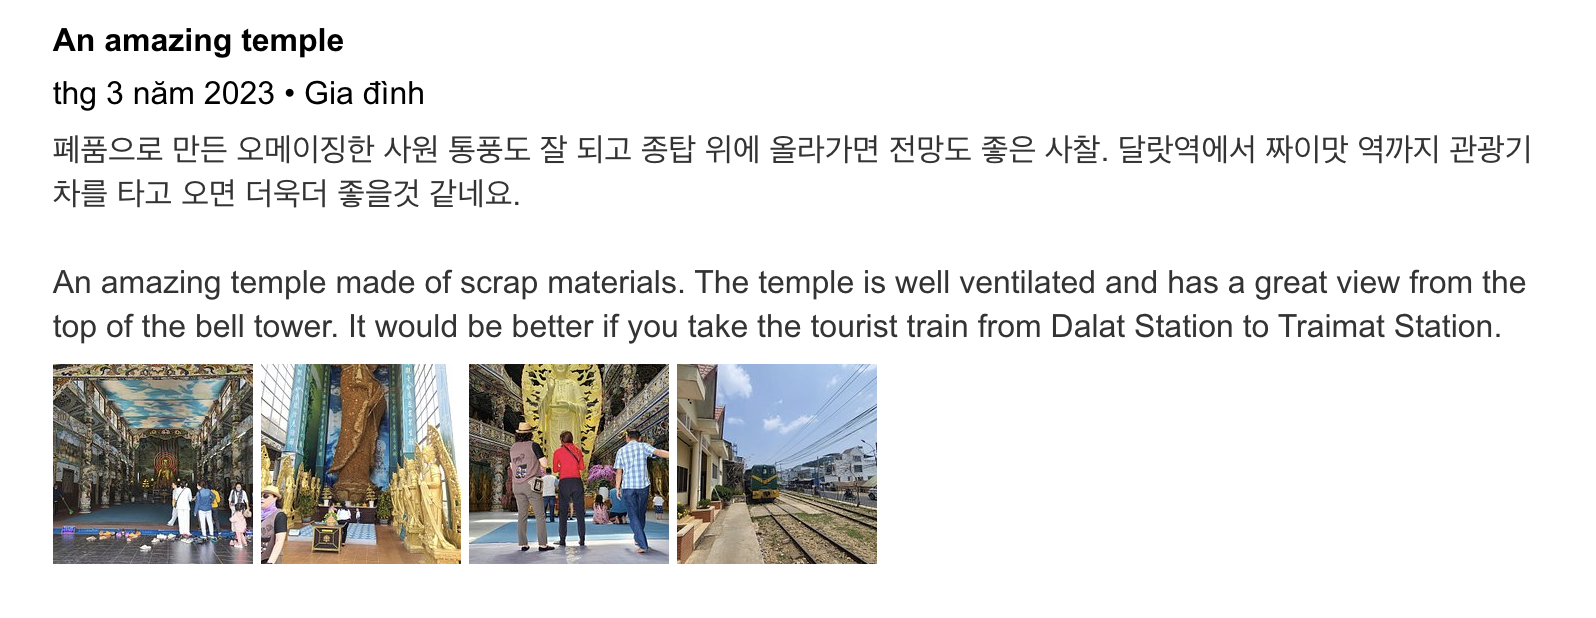 An amazing temple
thg 3 năm 2023 • Gia đình
폐품으로 만든 오메이징한 사원 통풍도 잘 되고 종탑 위에 올라가면 전망도 좋은 사찰. 달랏역에서 짜이맛 역까지 관광기
차를 타고 오면 더욱더 좋을것 같네요.
An amazing temple made of scrap materials. The temple is well ventilated and has a great view from the
top of the bell tower. It would be better if you take the tourist train from Dalat Station to Traimat Station.